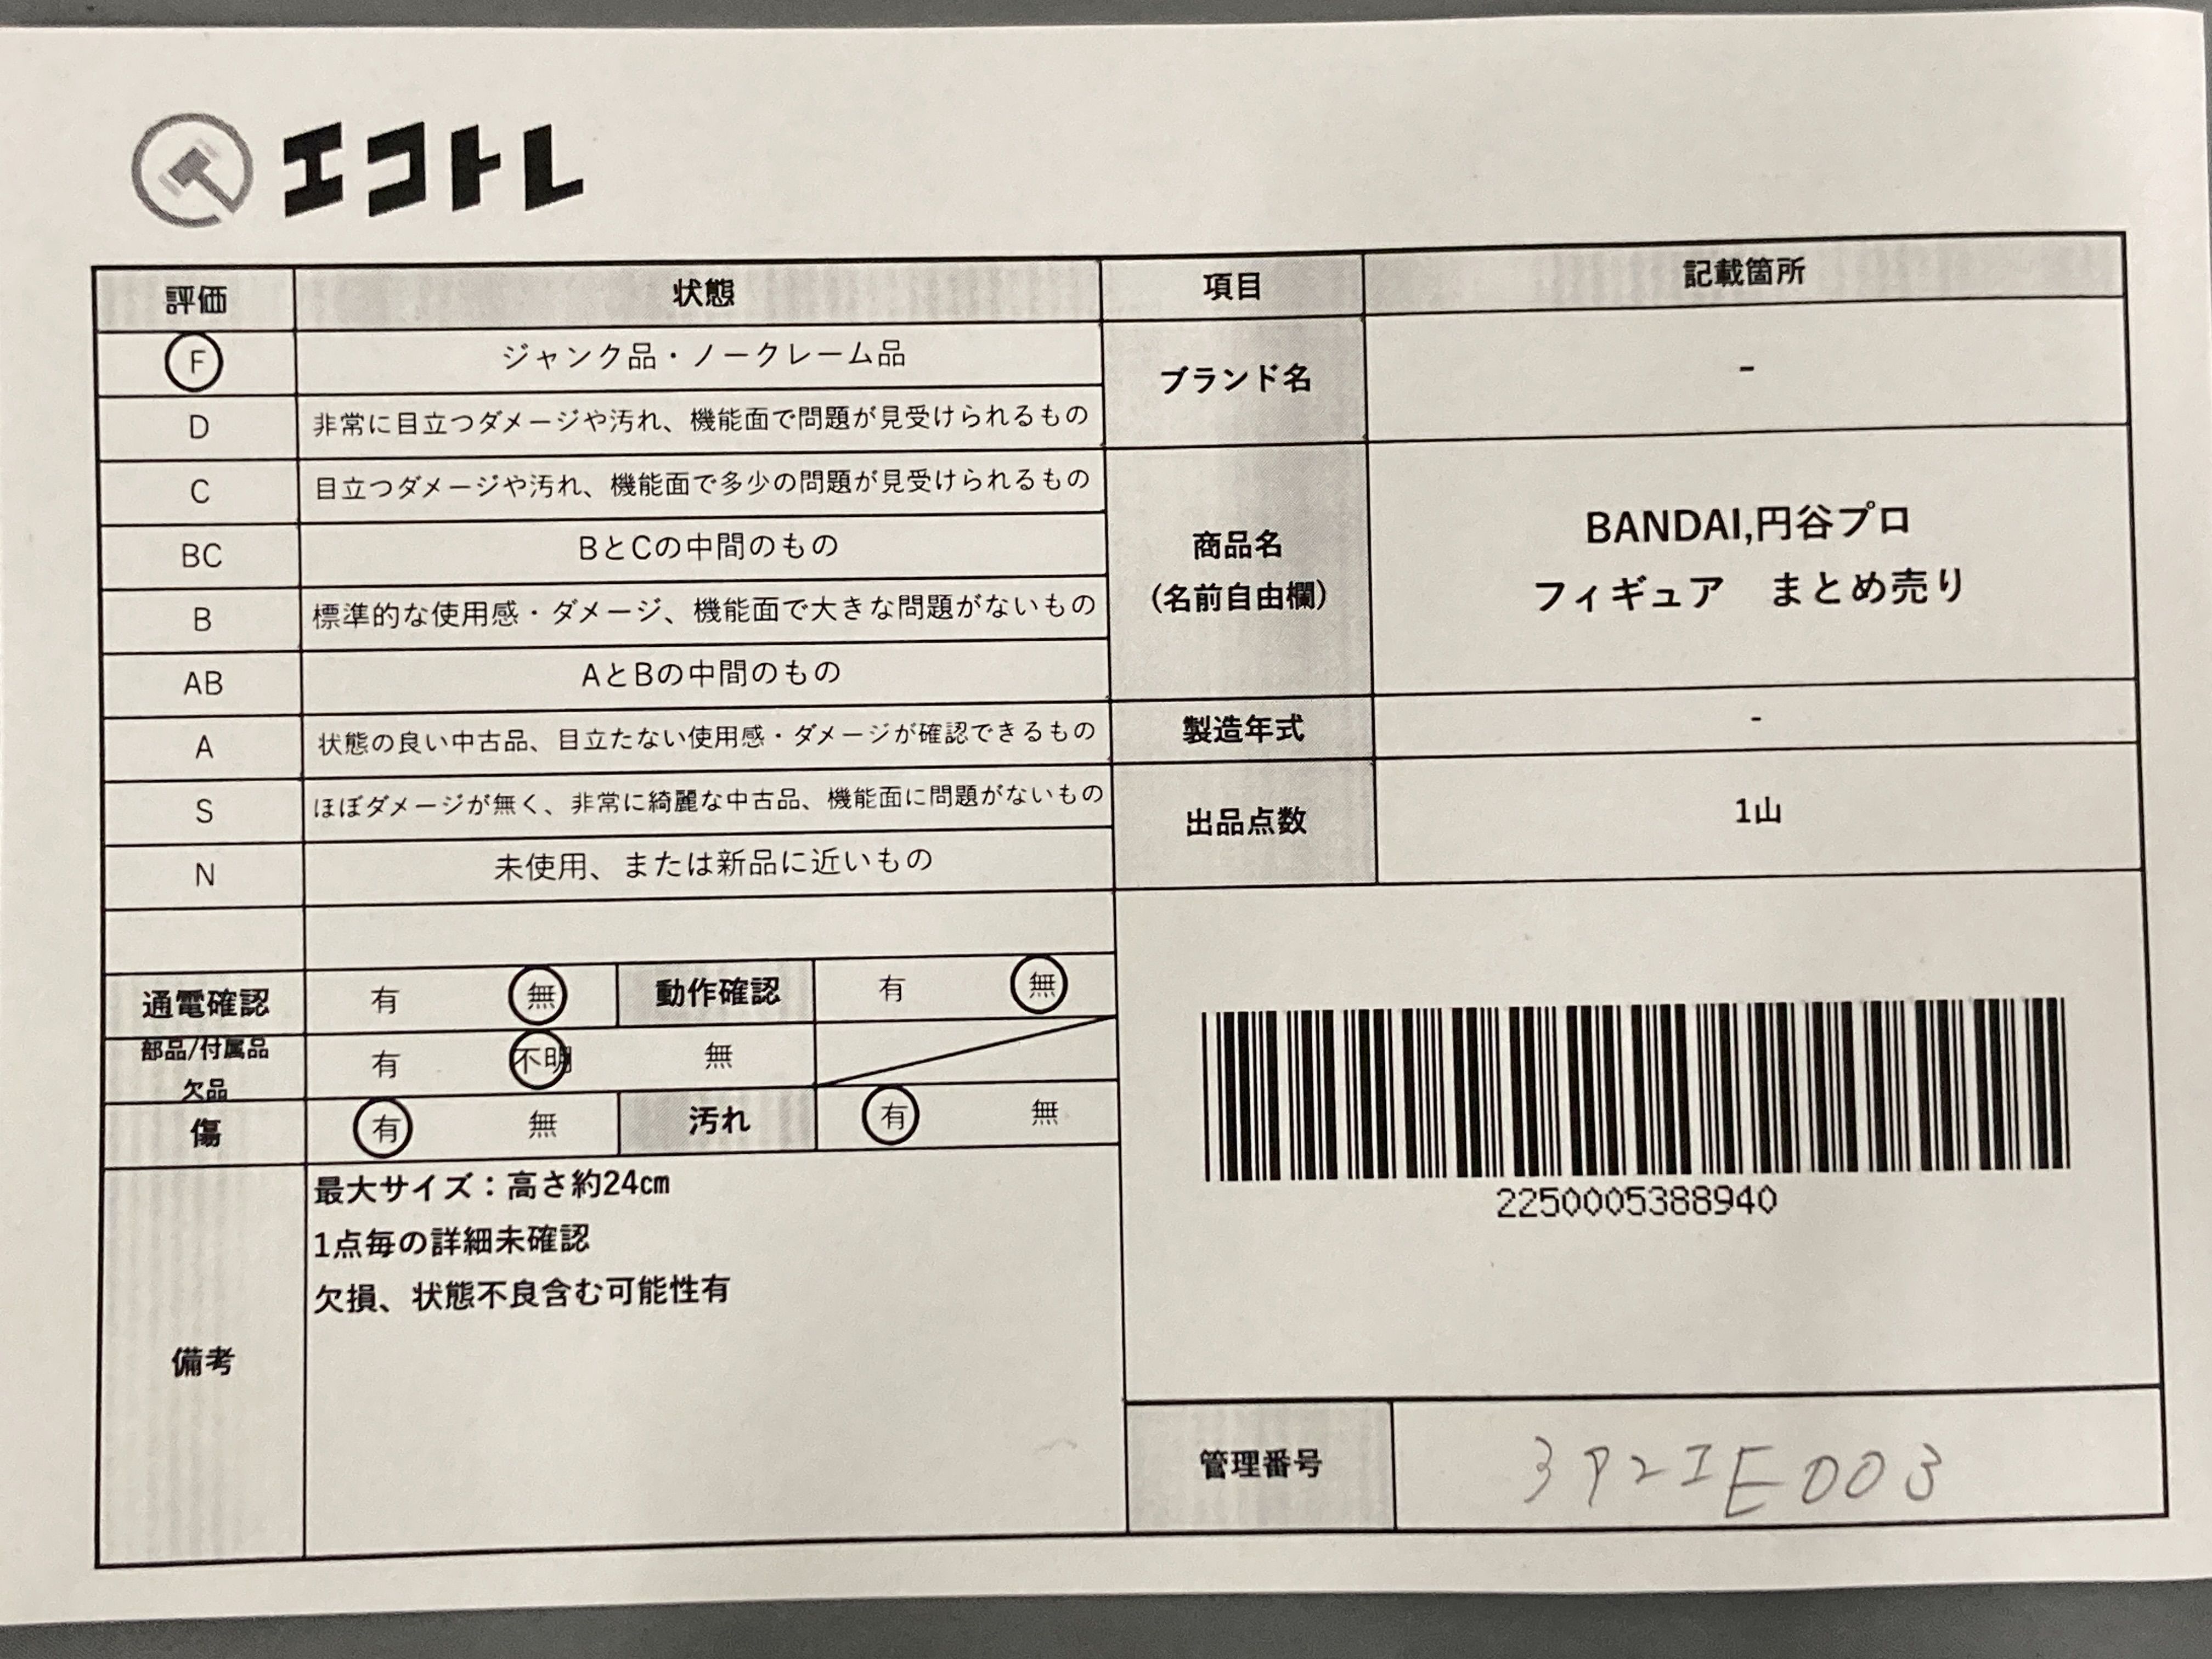 エコトレ
評価 状態 項目 記載箇所
F ジャンク品・ノークレーム品
ブランド名 -
D 非常に目立つダメージや汚れ、機能面で問題が見受けられるもの
C 目立つダメージや汚れ、機能面で多少の問題が見受けられるもの
BC BとCの中間のもの
商品名
(名前自由欄)
BANDAI,円谷プロ
フィギュア まとめ売り
B 標準的な使用感・ダメージ、機能面で大きな問題がないもの
AB AとBの中間のもの
A 状態の良い中古品、目立たない使用感・ダメージが確認できるもの
製造年式 -
S ほぼダメージが無く、非常に綺麗な中古品、機能面に問題がないもの
出品点数 1山
N 未使用、または新品に近いもの
通電確認 有 無 動作確認 有 無
部品/付属品
欠品
有 不明 無
傷 有 無 汚れ 有 無
備考
最大サイズ：高さ約24㎝
1点毎の詳細未確認
欠損、状態不良含む可能性有
2250005388940
管理番号